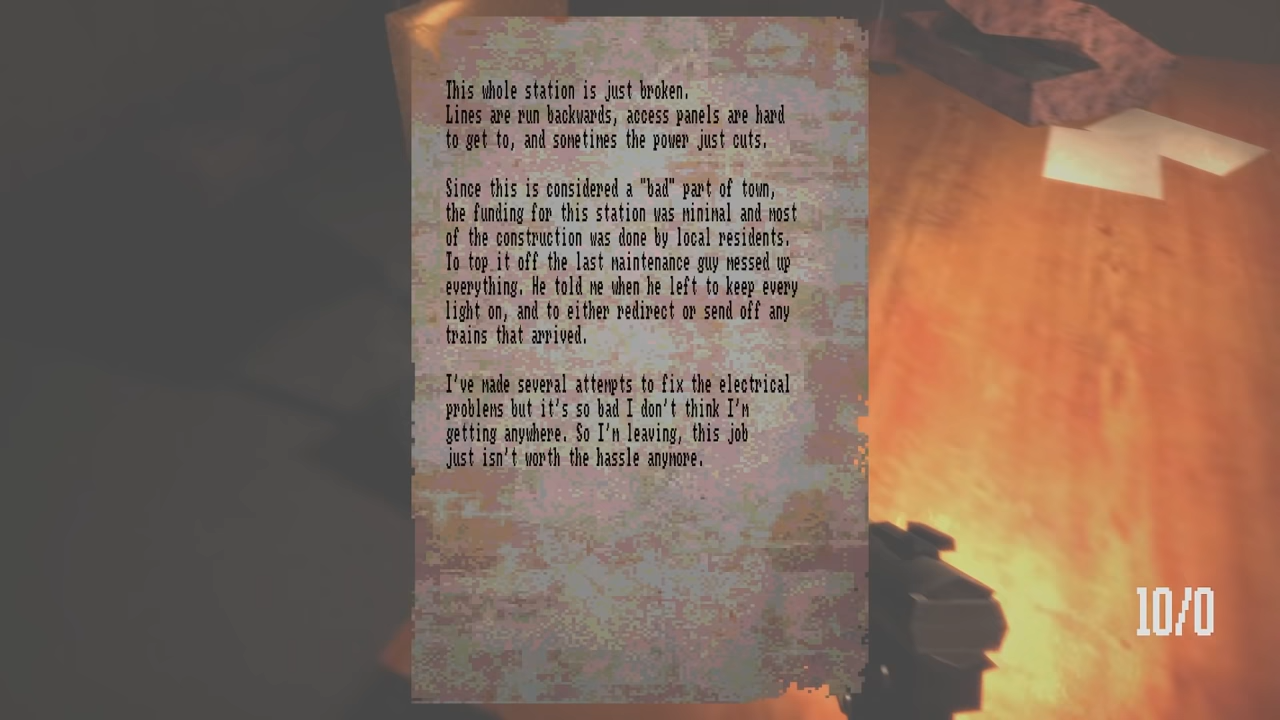 This whole station is just broken.
Lines are run backwards, access panels are hard
to get to, and sometimes the power just cuts.
Since this is considered a "bad" part of town,
the funding for this station was minimal and most
of the construction was done by local residents.
To top it off the last maintenance guy messed up
everything. He told me when he left to keep every
light on, and to either redirect or send off any
trains that arrived.
I've made several attempts to fix the electrical
problems but it's so bad I don't think I'm
getting anywhere. So I'm leaving, this job
just isn't worth the hassle anymore.
10/0